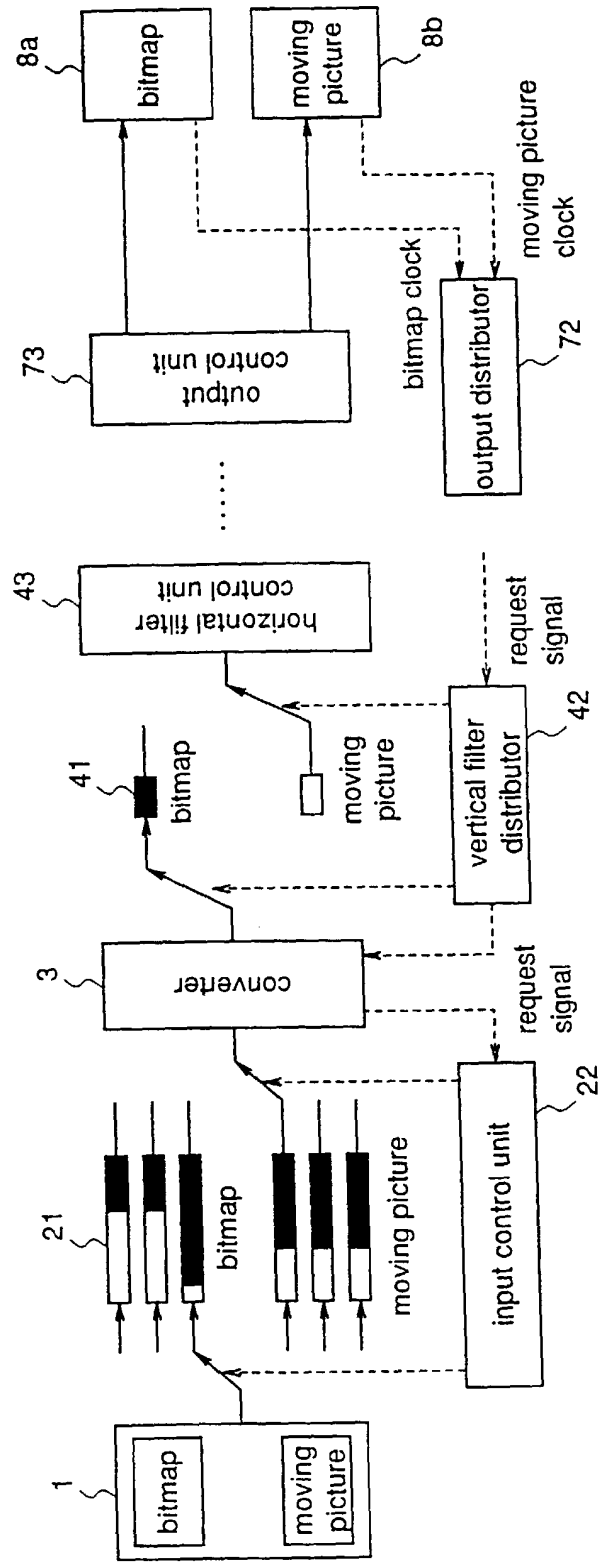 1
bitmap
moving
picture
21
bitmap
moving picture
input control unit
22
3
converter
request
signal
41
bitmap
moving
picture
vertical filter
distributor
42
43
horizontal filter
control unit
request
signal
......
73
output
control unit
bitmap clock
output distributor
72
moving picture
clock
8a
bitmap
moving
picture
8b